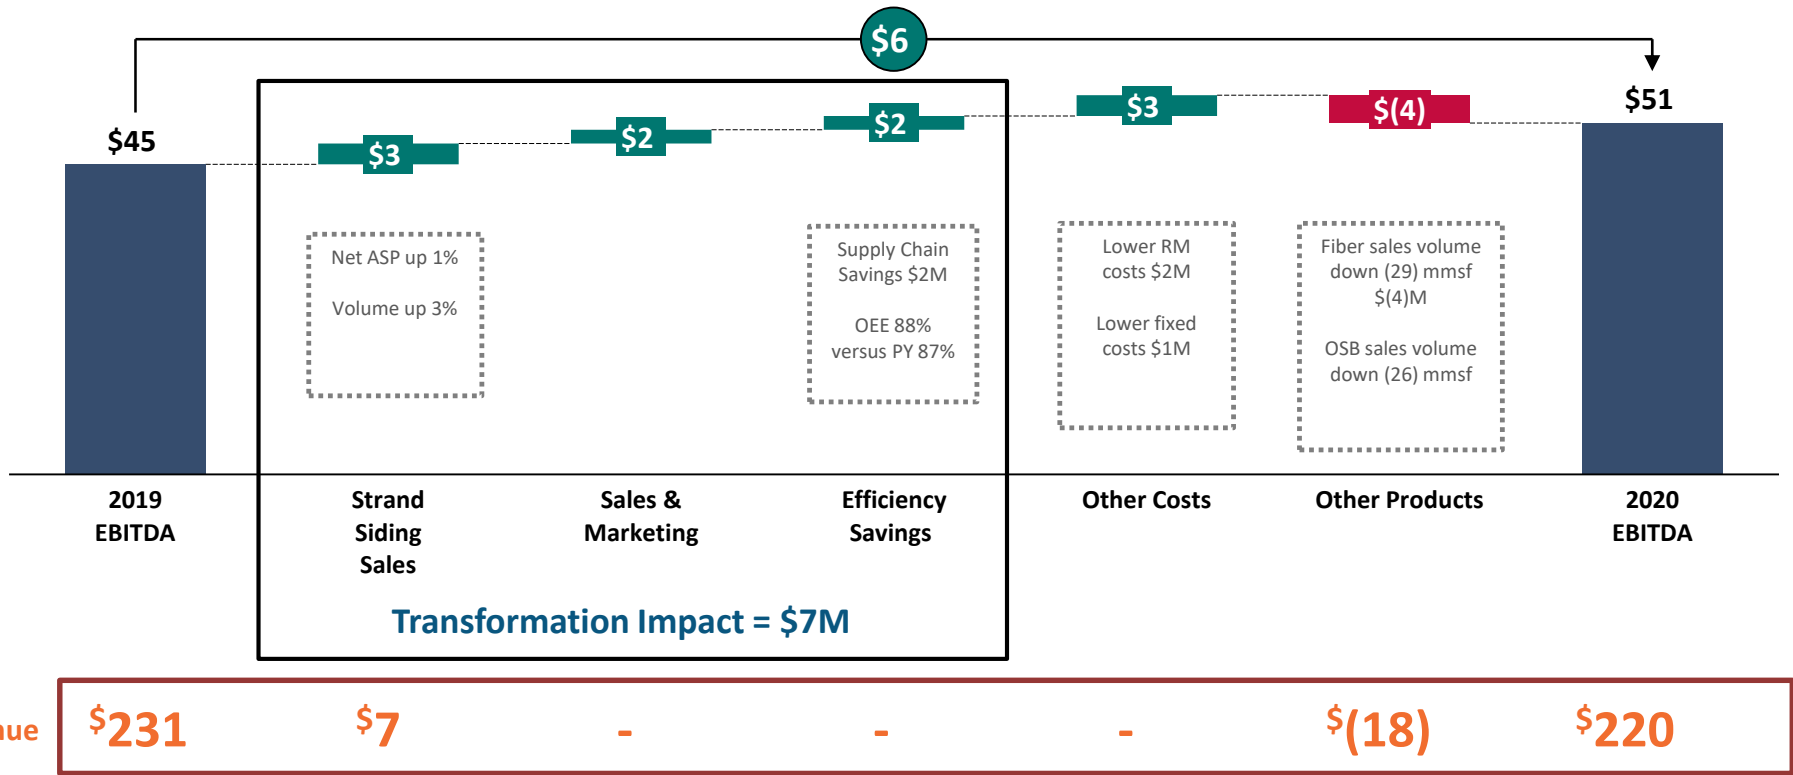 $6
$45
$3
$2
$2
$3
$(4)
$51
Net ASP up 1%
Volume up 3%
Supply Chain
Savings $2M
OEE 88%
versus PY 87%
Lower RM
costs $2M
Lower fixed
costs $1M
Fiber sales volume
down (29) mmsf
$(4)M
OSB sales volume
down (26) mmsf
2019
EBITDA
Strand
Siding
Sales
Sales &
Marketing
Efficiency
Savings
Other Costs
Other Products
2020
EBITDA
Transformation Impact = $7M
nue $231 $7 - - - $(18) $220